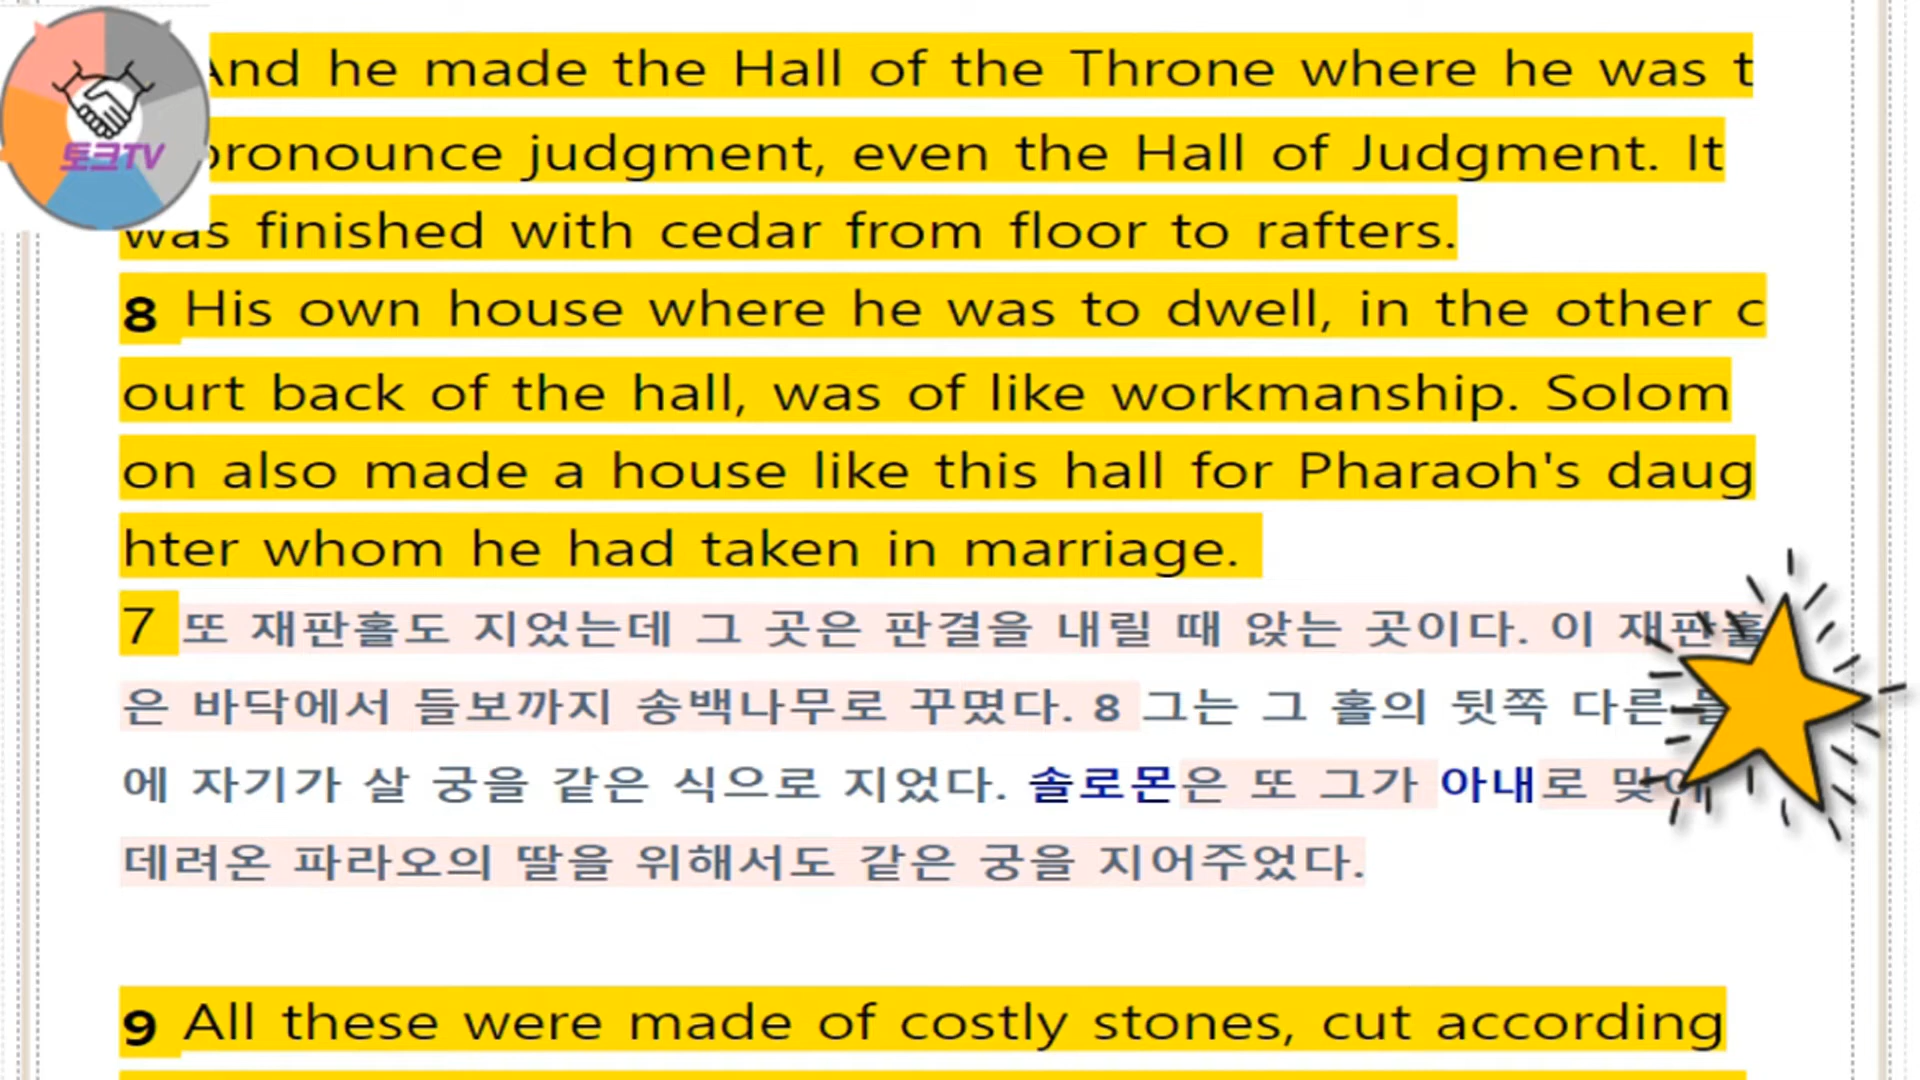 토크TV
And he made the Hall of the Throne where he was t
pronounce judgment, even the Hall of Judgment. It
was finished with cedar from floor to rafters.
8 His own house where he was to dwell, in the other c
ourt back of the hall, was of like workmanship. Solom
on also made a house like this hall for Pharaoh's daug
hter whom he had taken in marriage.
7 또 재판홀도 지었는데 그 곳은 판결을 내릴 때 앉는 곳이다. 이 재판홀
은 바닥에서 들보까지 송백나무로 꾸몄다. 8 그는 그 홀의 뒷쪽 다른
에 자기가 살 궁을 같은 식으로 지었다. 솔로몬은 또 그가 아내로 맞이
데려온 파라오의 딸을 위해서도 같은 궁을 지어주었다.
9 All these were made of costly stones, cut according